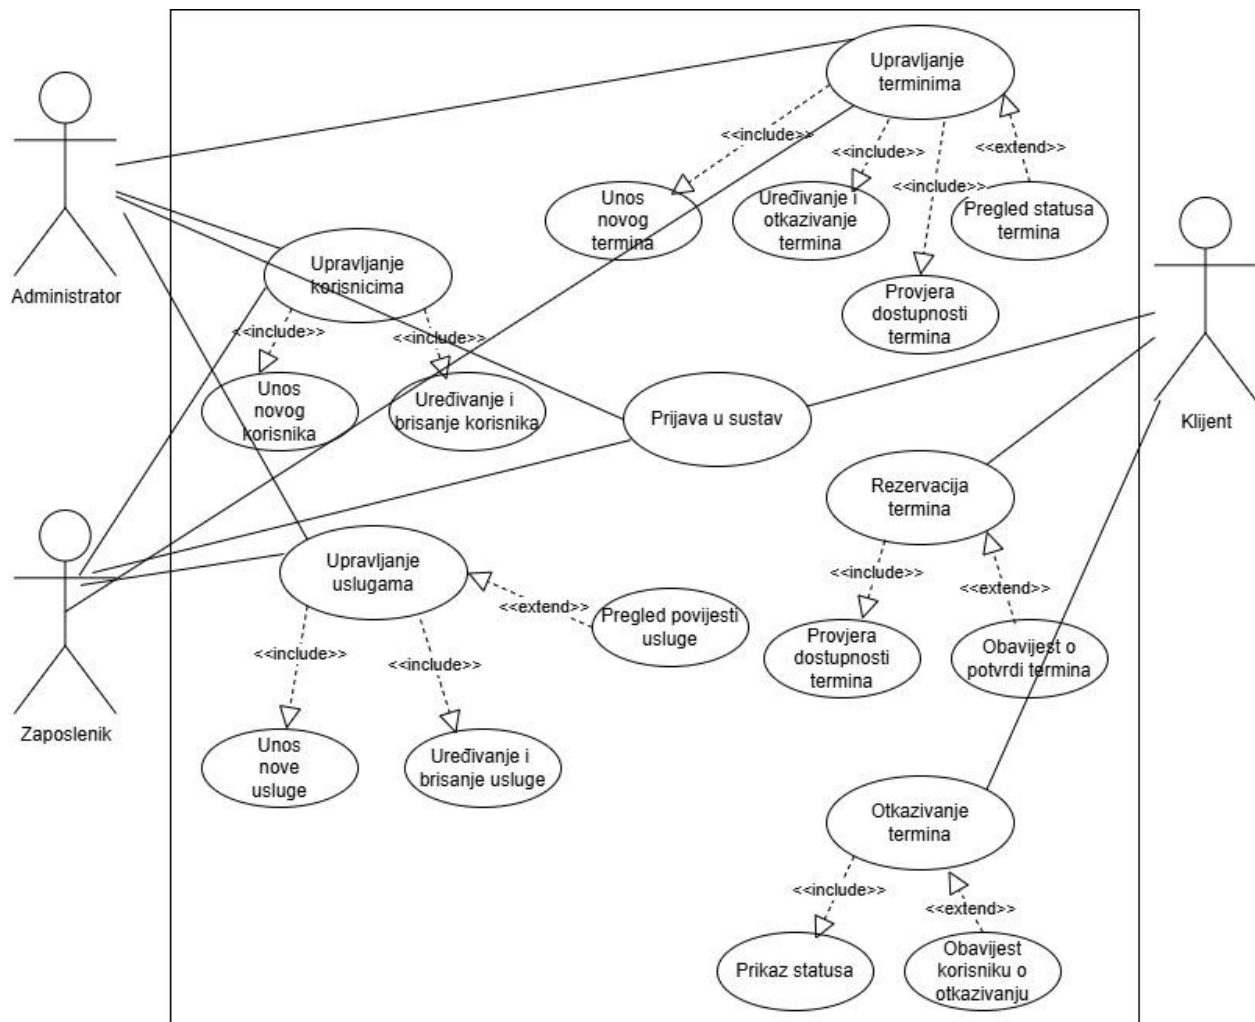 Upravljanje
terminima
<<include>>
<<include>>
<<extend>>
<<include>>
Unos
novog
termina
Uređivanje i
otkazivanje
termina
Pregled statusa
termina
Administrator
Upravljanje
korisnicima
Provjera
dostupnosti
termina
<<include>>
<<include>>
Unos
novog
korisnika
Uređivanje i
brisanje korisnika
Prijava u sustav
Klijent
Rezervacija
termina
Upravljanje
uslugama
<<include>>
<<extend>>
<<extend>>
Pregled povijesti
usluge
Provjera
dostupnosti
termina
Obavijest o
potvrdi termina
<<include>>
<<include>>
Zaposlenik
Unos
nove
usluge
Uređivanje i
brisanje usluge
Otkazivanje
termina
<<include>>
<<extend>>
Prikaz statusa
Obavijest
korisniku o
otkazivanju